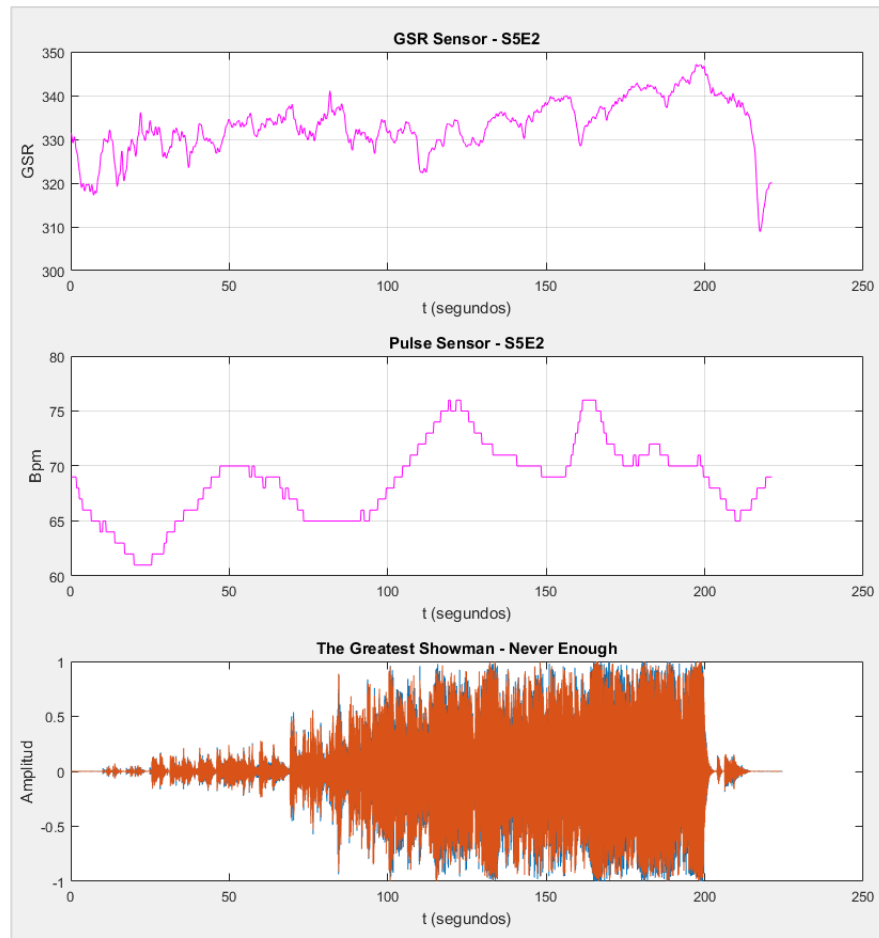 GSR Sensor - S5E2
350
340
330
320
310
300
GSR
0 50 100 150 200 250
t (segundos)
Pulse Sensor - S5E2
80
75
70
65
60
Bpm
0 50 100 150 200 250
t (segundos)
The Greatest Showman - Never Enough
1
0.5
0
-0.5
-1
Amplitud
0 50 100 150 200 250
t (segundos)